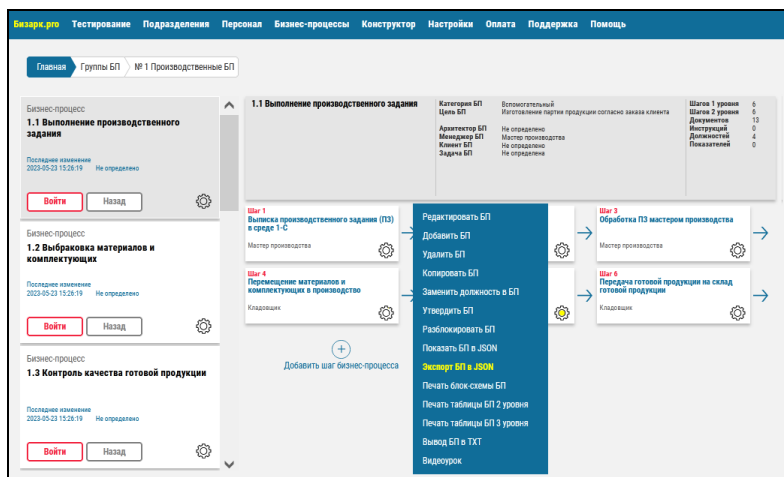 Бизарк.pro Тестирование Подразделения Персонал Бизнес-процессы Конструктор Настройки Оплата Поддержка Помощь
Главная Группы БП № 1 Производственные БП
Бизнес-процесс
1.1 Выполнение производственного
задания
Последнее изменение
2023-05-23 15:26:19 Не определено
Войти Назад
Бизнес-процесс
1.2 Выбраковка материалов и
комплектующих
Войти Назад
Бизнес-процесс
1.3 Контроль качества готовой продукции
Последнее изменение
2023-05-23 15:26:19 Не определено
Войти Назад
1.1 Выполнение производственного задания
Категория БП Вспомогательный
Цель БП Изготовление партии продукции согласно заказа клиента
Архитектор БП Не определено
Менеджер БП Мастер производства
Клиент БП Не определено
Задача БП Не определена
Шагов 1 уровня 6
Шагов 2 уровня 6
Документов 13
Инструкций 0
Должностей 4
Показателей 0
Шаг 1
Выписка производственного задания (ПЗ)
в среде 1-С
Мастер производства
Шаг 3
Обработка ПЗ мастером производства
Мастер производства
Шаг 4
Перемещение материалов и
комплектующих в производство
Кладовщик
Шаг 6
Передача готовой продукции на склад
готовой продукции
Кладовщик
Добавить шаг бизнес-процесса
Редактировать БП
Добавить БП
Удалить БП
Копировать БП
Заменить должность в БП
Утвердить БП
Разблокировать БП
Показать БП в JSON
Экспорт БП в JSON
Печать блок-схемы БП
Печать таблицы БП 2 уровня
Печать таблицы БП 3 уровня
Вывод БП в TXT
Видеоурок